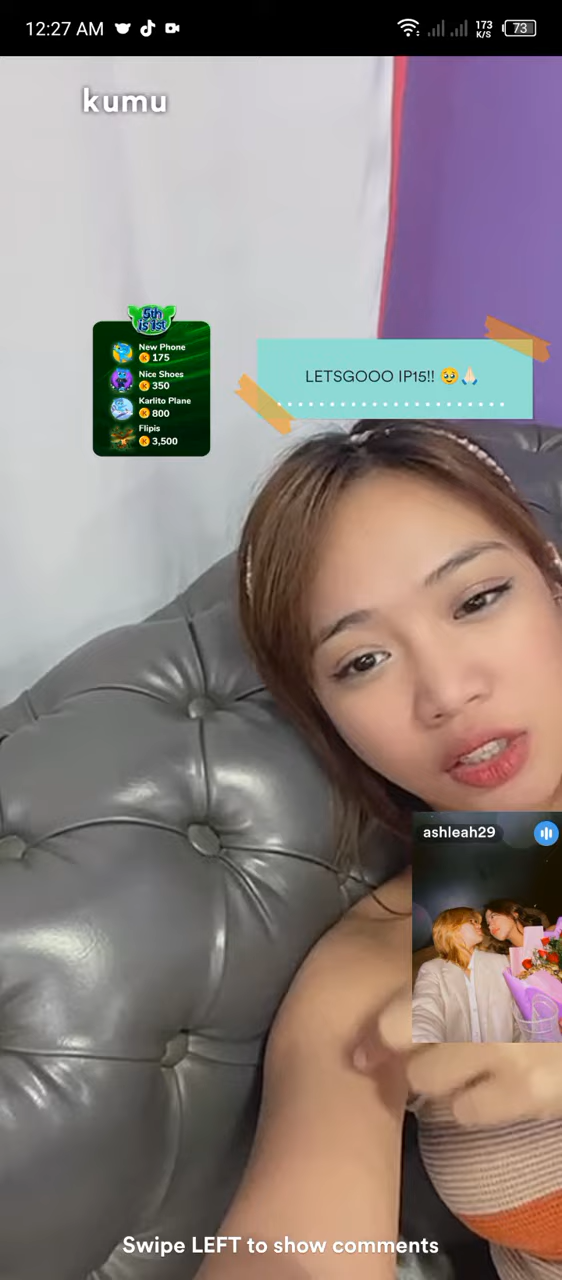 12:27 AM
173
K/S
73
kumu
5th
is 1st
New Phone
K 175
Nice Shoes
K 350
Karlito Plane
K 800
Flipis
K 3,500
LETSGOOO IP15!! 🥹🙏🏻
ashleah29
Swipe LEFT to show comments